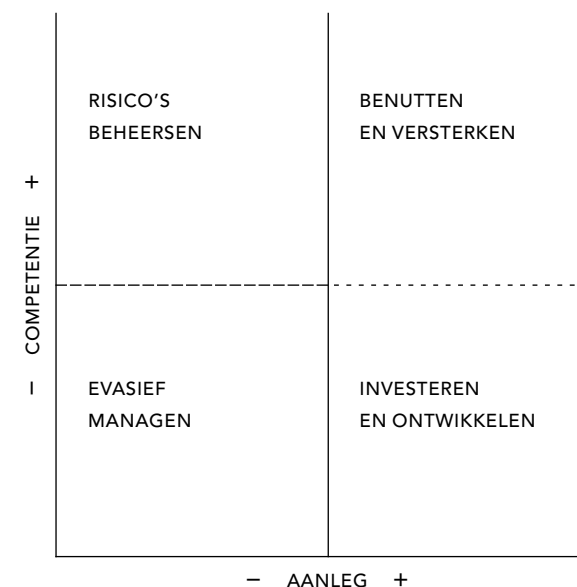 RISICO’S
BEHEERSEN
BENUTTEN
EN VERSTERKEN
– COMPETENTIE +
EVASIEF
MANAGEN
INVESTEREN
EN ONTWIKKELEN
– AANLEG +